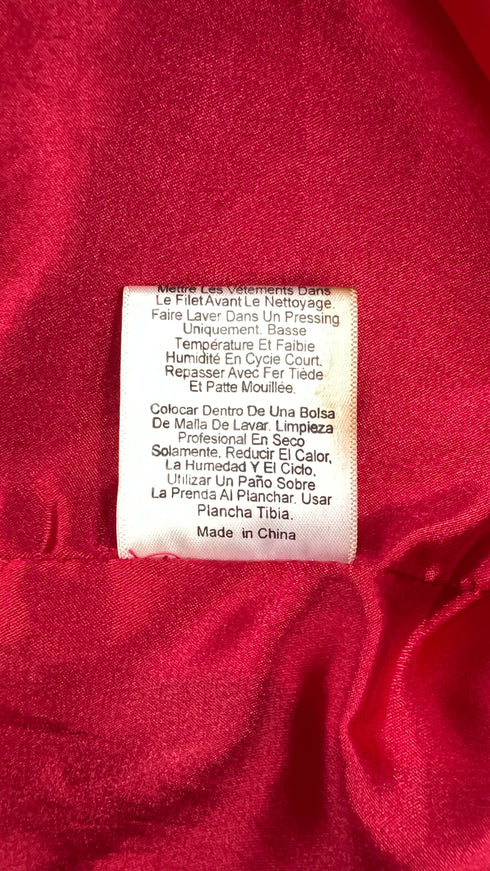 Mettre Les Vêtements Dans
Le Filet Avant Le Nettoyage.
Faire Laver Dans Un Pressing
Uniquement. Basse
Température Et Faibie
Humidité En Cycie Court.
Repasser Avec Fer Tiède
Et Patte Mouillée.
Colocar Dentro De Una Bolsa
De Malla De Lavar. Limpieza
Profesional En Seco
Solamente, Reducir El Calor,
La Humedad Y El Ciclo,
Utilizar Un Paño Sobre
La Prenda Al Planchar. Usar
Plancha Tibia.
Made in China